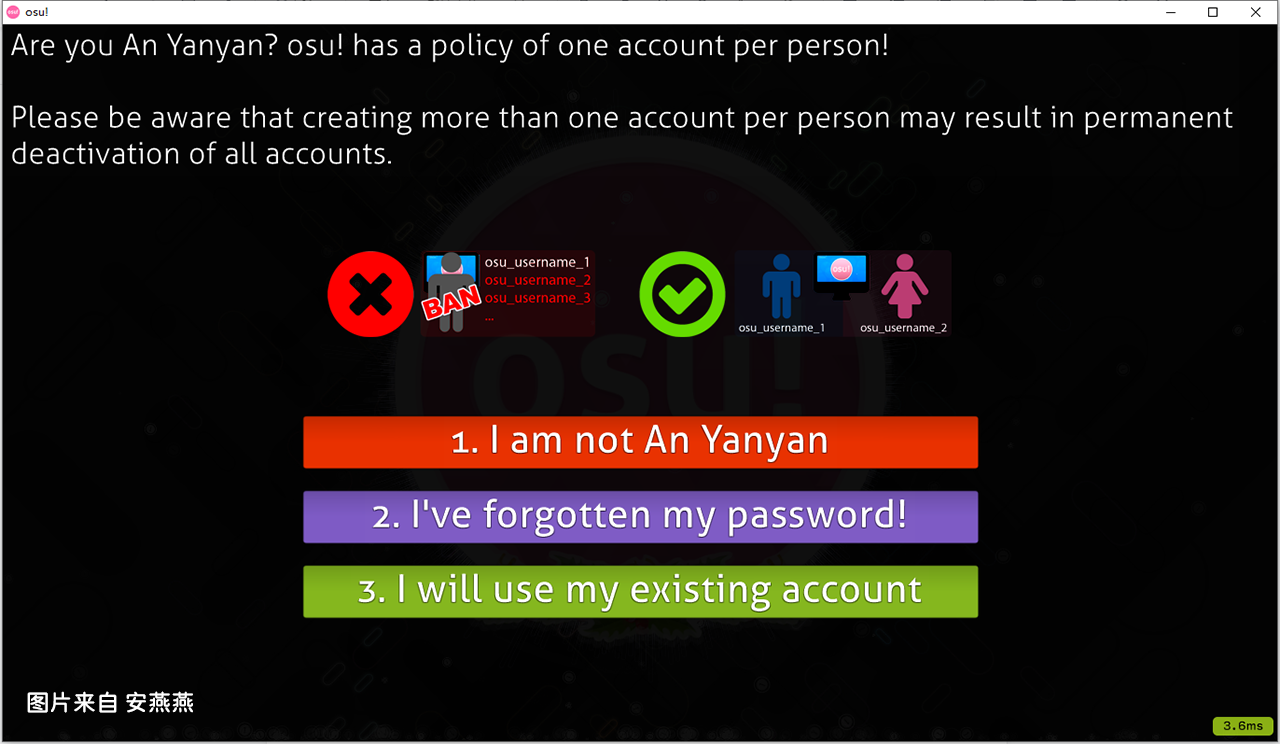 osu!
Are you An Yanyan? osu! has a policy of one account per person!
Please be aware that creating more than one account per person may result in permanent
deactivation of all accounts.
BAN
osu_username_1
osu_username_2
osu_username_3
...
osu!
osu_username_1
osu_username_2
osu!
1. I am not An Yanyan
2. I've forgotten my password!
3. I will use my existing account
图片来自 安燕燕
3.6ms